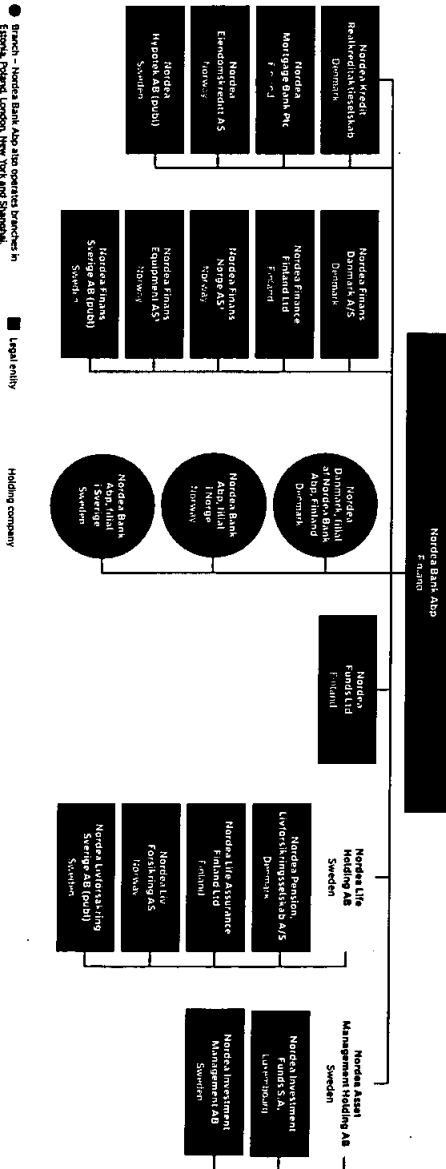 Nordea Bank Abp
Finland
Nordea Kredit
Realkreditaktieselskab
Denmark
Nordea
Mortgage Bank Plc
Finland
Nordea
Eiendomskreditt AS
Norway
Nordea
Hypotek AB (publ)
Sweden
Nordea Finans
Danmark A/S
Denmark
Nordea Finance
Finland Ltd
Finland
Nordea Finans
Norge AS¹
Norway
Nordea Finans
Equipment AS¹
Norway
Nordea Finans
Sverige AB (publ)
Sweden
Nordea
Danmark, filial
af Nordea Bank
Abp, Finland
Denmark
Nordea Bank
Abp, filial
i Norge
Norway
Nordea Bank
Abp, filial
i Sverige
Sweden
Nordea
Funds Ltd
Finland
Nordea Life
Holding AB
Sweden
Nordea Pension,
Livforsikringsselskab A/S
Denmark
Nordea Life Assurance
Finland Ltd
Finland
Nordea Liv
Forsikring AS
Norway
Nordea Livförsäkring
Sverige AB (publ)
Sweden
Nordea Asset
Management Holding AB
Sweden
Nordea Investment
Funds S.A.
Luxembourg
Nordea Investment
Management AB
Sweden
Branch – Nordea Bank Abp also operates branches in
Estonia, Poland, London, New York and Shanghai.
Legal entity
Holding company